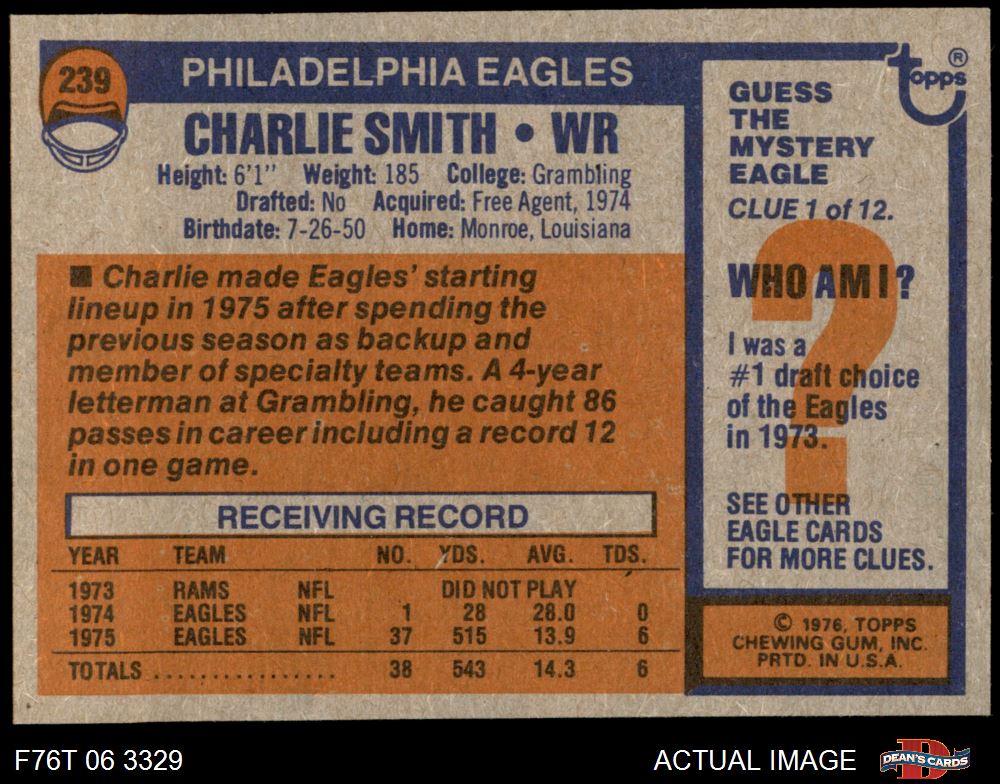 239
PHILADELPHIA EAGLES
CHARLIE SMITH • WR
Height: 6'1" Weight: 185 College: Grambling
Drafted: No Acquired: Free Agent, 1974
Birthdate: 7-26-50 Home: Monroe, Louisiana
■ Charlie made Eagles' starting
lineup in 1975 after spending the
previous season as backup and
member of specialty teams. A 4-year
letterman at Grambling, he caught 86
passes in career including a record 12
in one game.
RECEIVING RECORD
YEAR TEAM NO. YDS. AVG. TDS.
1973 RAMS NFL DID NOT PLAY
1974 EAGLES NFL 1 28 28.0 0
1975 EAGLES NFL 37 515 13.9 6
TOTALS ................. 38 543 14.3 6
topps ®
GUESS
THE
MYSTERY
EAGLE
CLUE 1 of 12.
?
WHO AM I?
I was a
#1 draft choice
of the Eagles
in 1973.
SEE OTHER
EAGLE CARDS
FOR MORE CLUES.
© 1976, TOPPS
CHEWING GUM, INC.
PRTD. IN U.S.A.
F76T 06 3329
ACTUAL IMAGE
D
DEAN'S CARDS